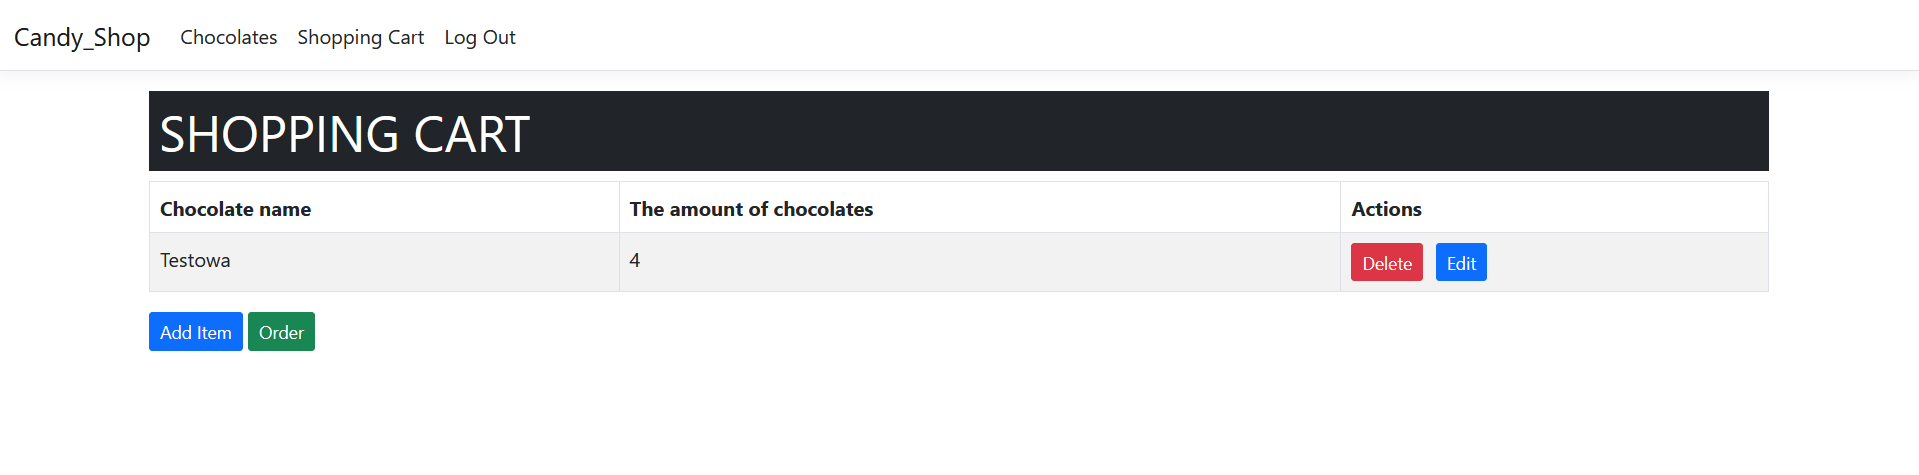 Candy_Shop Chocolates Shopping Cart Log Out
SHOPPING CART
Chocolate name The amount of chocolates Actions
Testowa 4 Delete Edit
Add Item Order